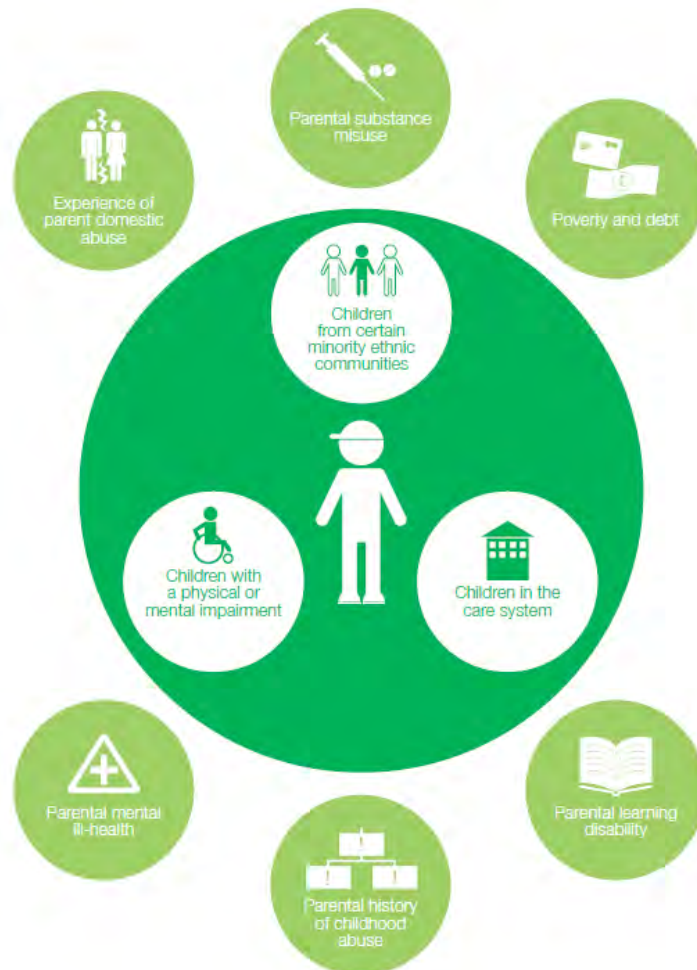 Parental substance
misuse
Experience of
parent domestic
abuse
Poverty and debt
Children
from certain
minority ethnic
communities
Children with
a physical or
mental impairment
Children in the
care system
Parental mental
ill-health
Parental learning
disability
! 
! !
Parental history
of childhood
abuse